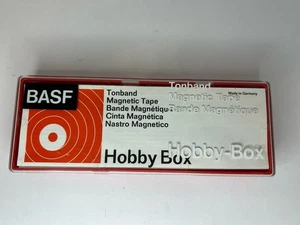 BASF
Tonband
Magnetic Tape
Bande Magnétique
Cinta Magnética
Nastro Magnetico
Hobby Box
Tonband
Magnetic Tape
Bande Magnétique
Hobby-Box
Made in Germany